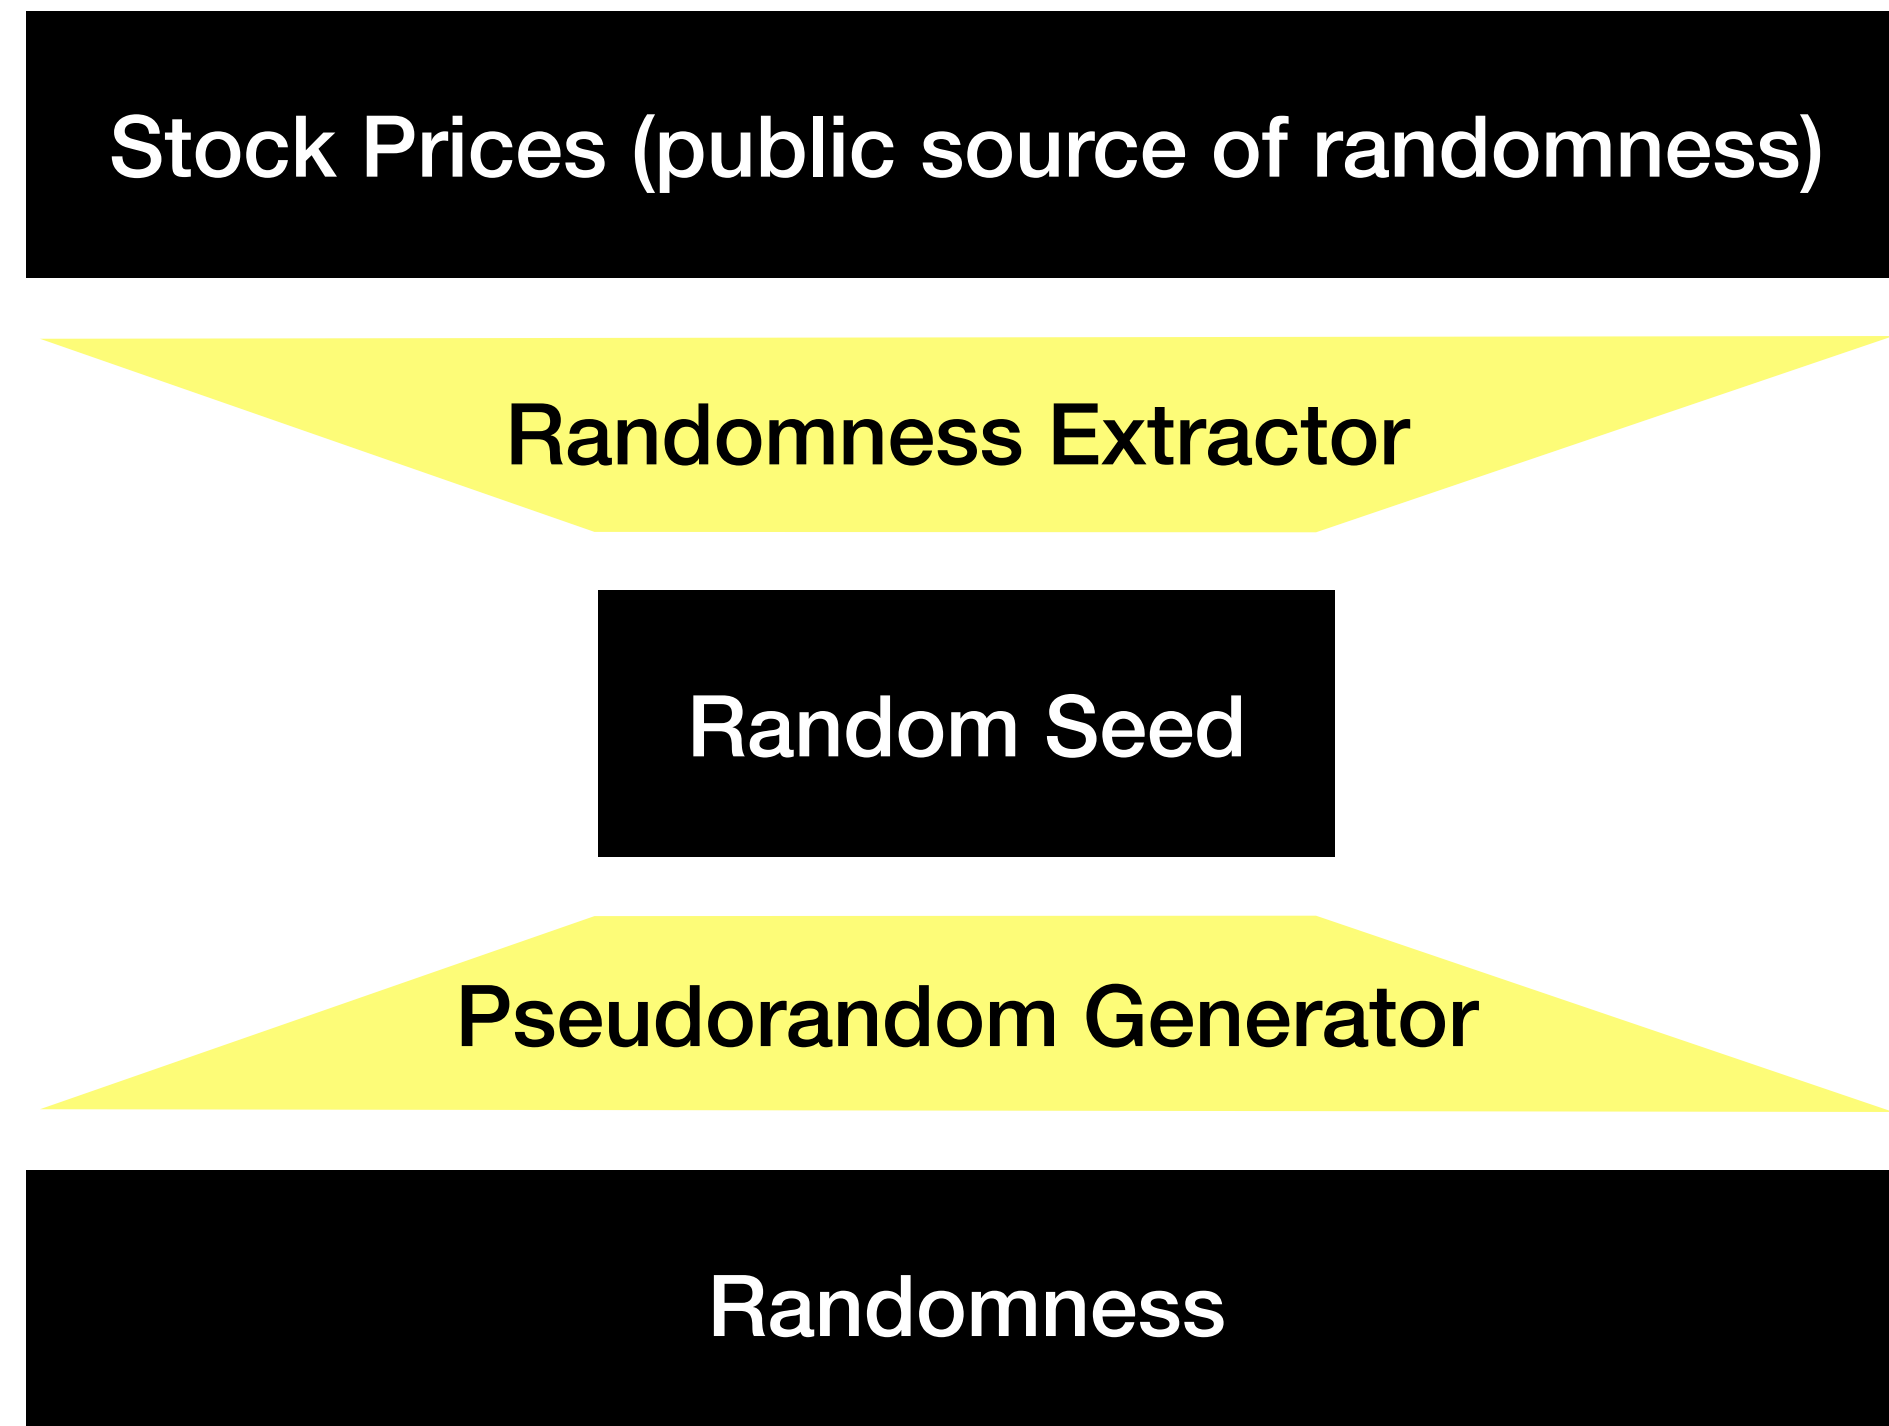 Stock Prices (public source of randomness)
Randomness Extractor
Random Seed
Pseudorandom Generator
Randomness